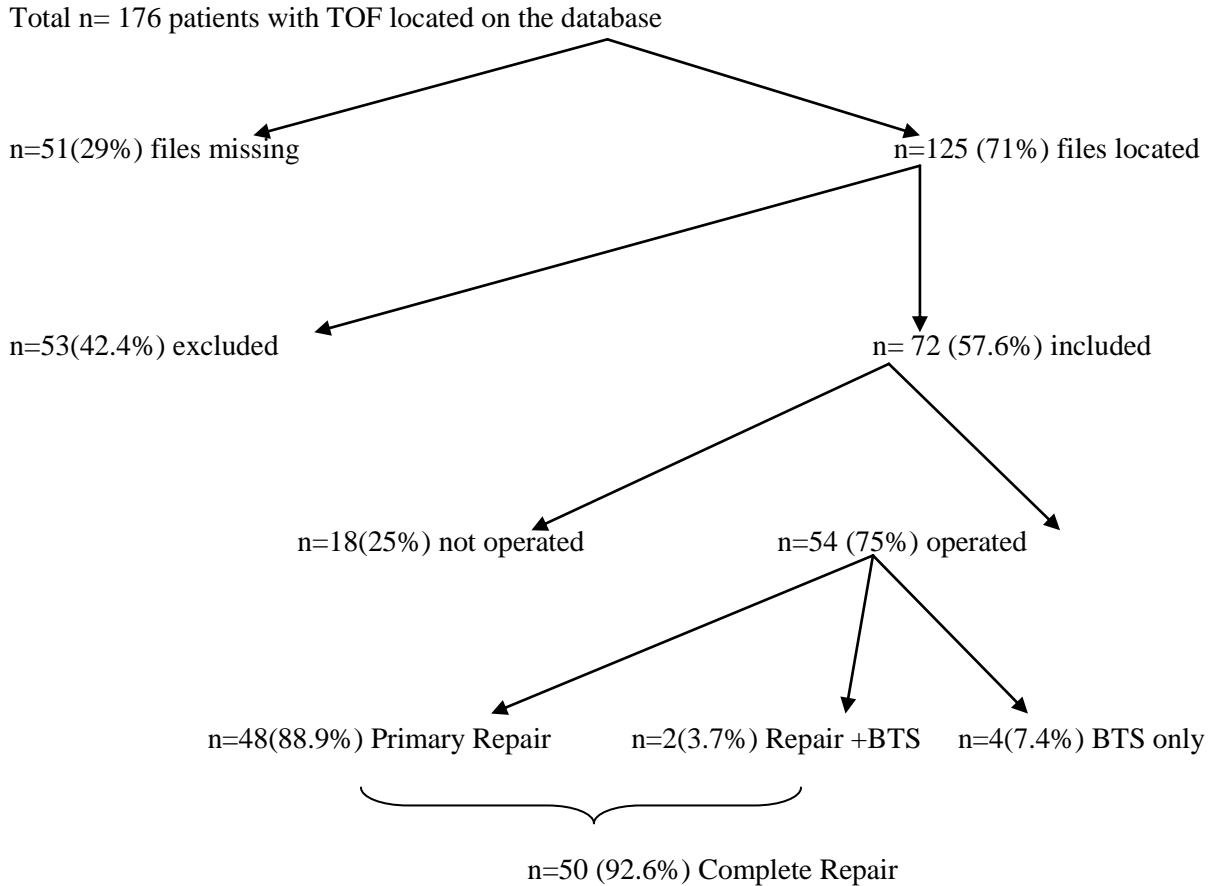 Total n= 176 patients with TOF located on the database
n=51(29%) files missing
n=125 (71%) files located
n=53(42.4%) excluded
n= 72 (57.6%) included
n=18(25%) not operated
n=54 (75%) operated
n=48(88.9%) Primary Repair
n=2(3.7%) Repair +BTS
n=4(7.4%) BTS only
n=50 (92.6%) Complete Repair